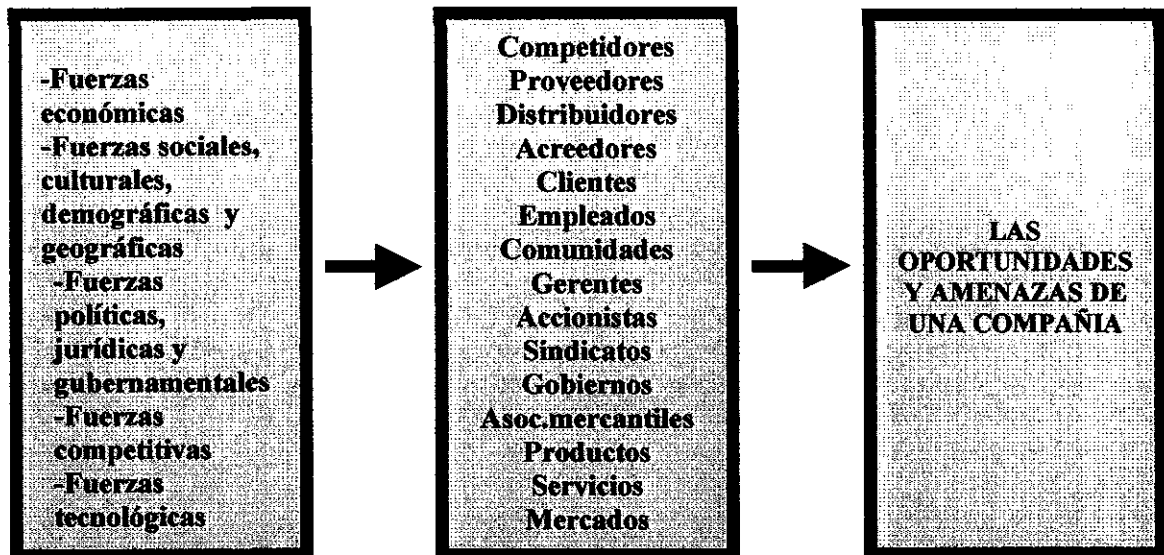 -Fuerzas
económicas
-Fuerzas sociales,
culturales,
demográficas y
geográficas
-Fuerzas
políticas,
jurídicas y
gubernamentales
-Fuerzas
competitivas
-Fuerzas
tecnológicas
Competidores
Proveedores
Distribuidores
Acreedores
Clientes
Empleados
Comunidades
Gerentes
Accionistas
Sindicatos
Gobiernos
Asoc.mercantiles
Productos
Servicios
Mercados
LAS
OPORTUNIDADES
Y AMENAZAS DE
UNA COMPAÑIA